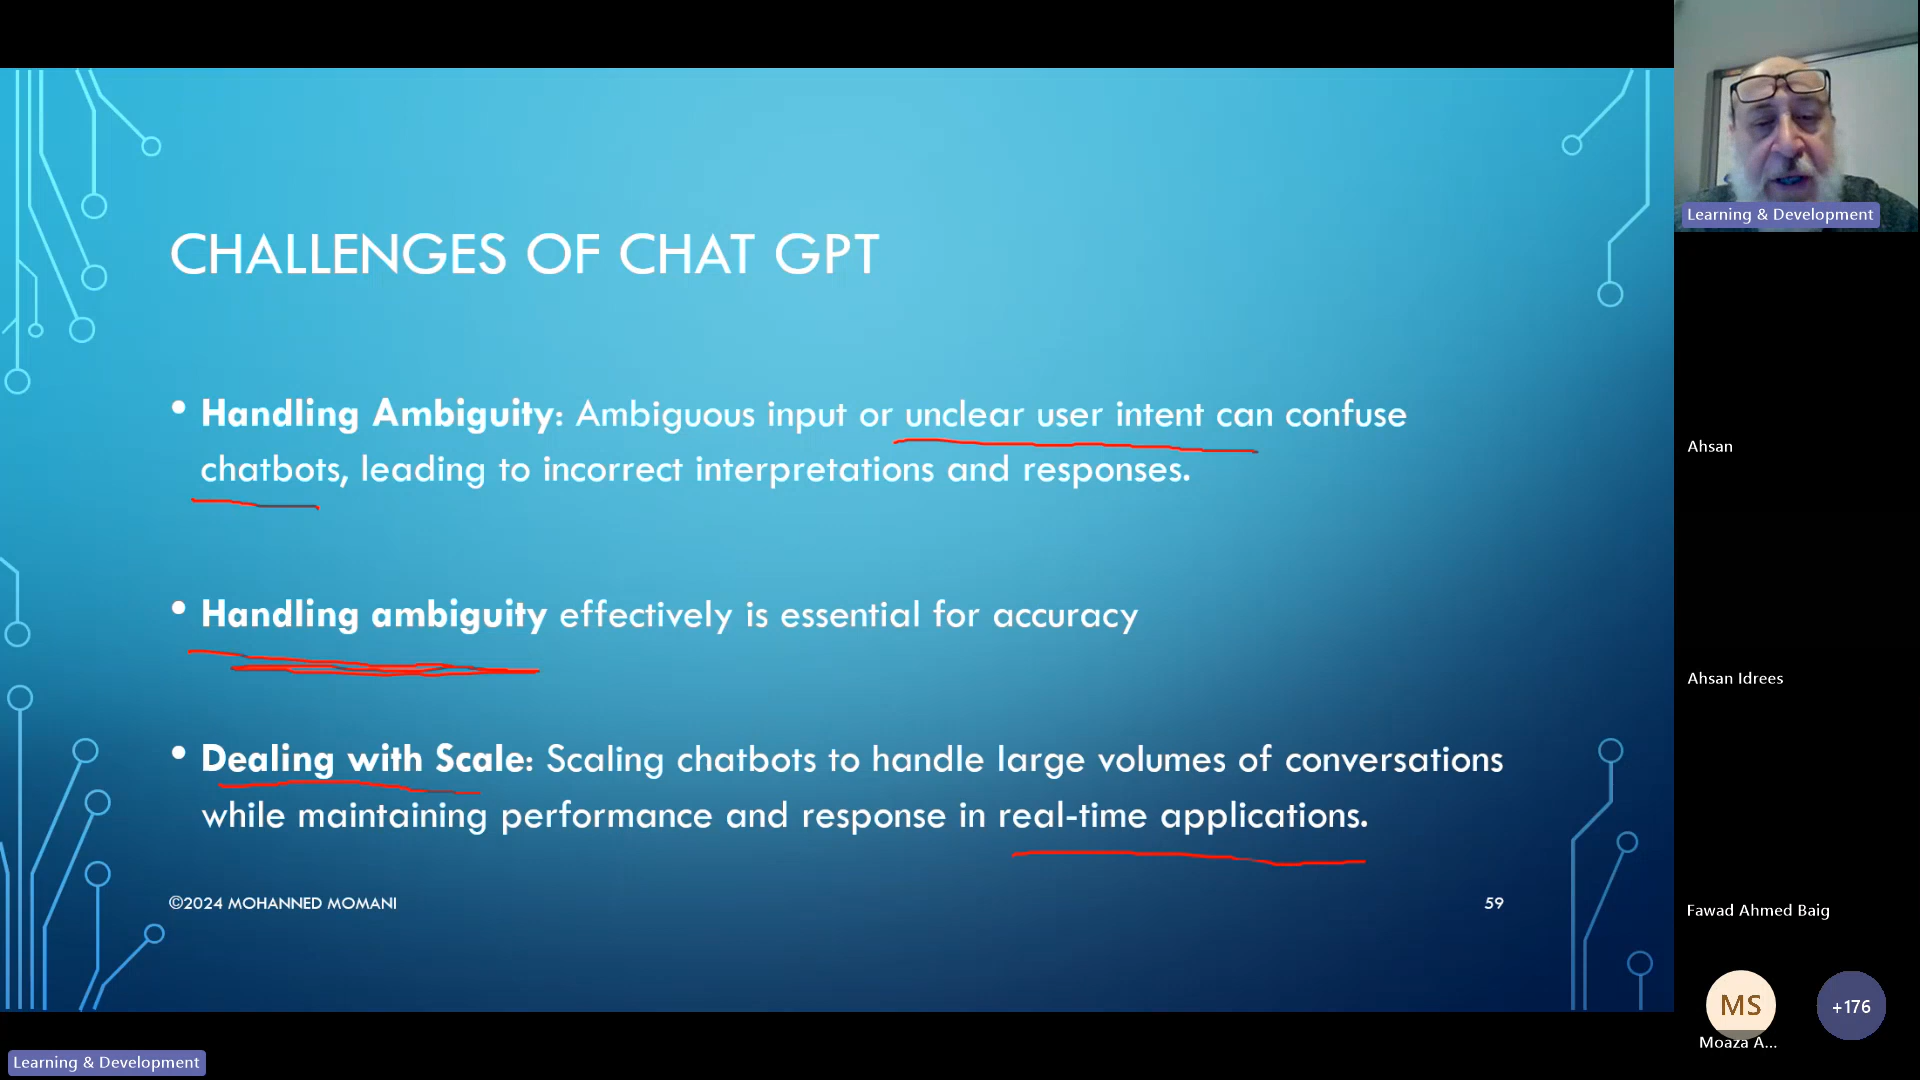 CHALLENGES OF CHAT GPT
• Handling Ambiguity: Ambiguous input or unclear user intent can confuse
chatbots, leading to incorrect interpretations and responses.
• Handling ambiguity effectively is essential for accuracy
• Dealing with Scale: Scaling chatbots to handle large volumes of conversations
while maintaining performance and response in real-time applications.
©2024 MOHANNED MOMANI
59
Learning & Development
Learning & Development
Ahsan
Ahsan Idrees
Fawad Ahmed Baig
MS
+176
Moaza A...